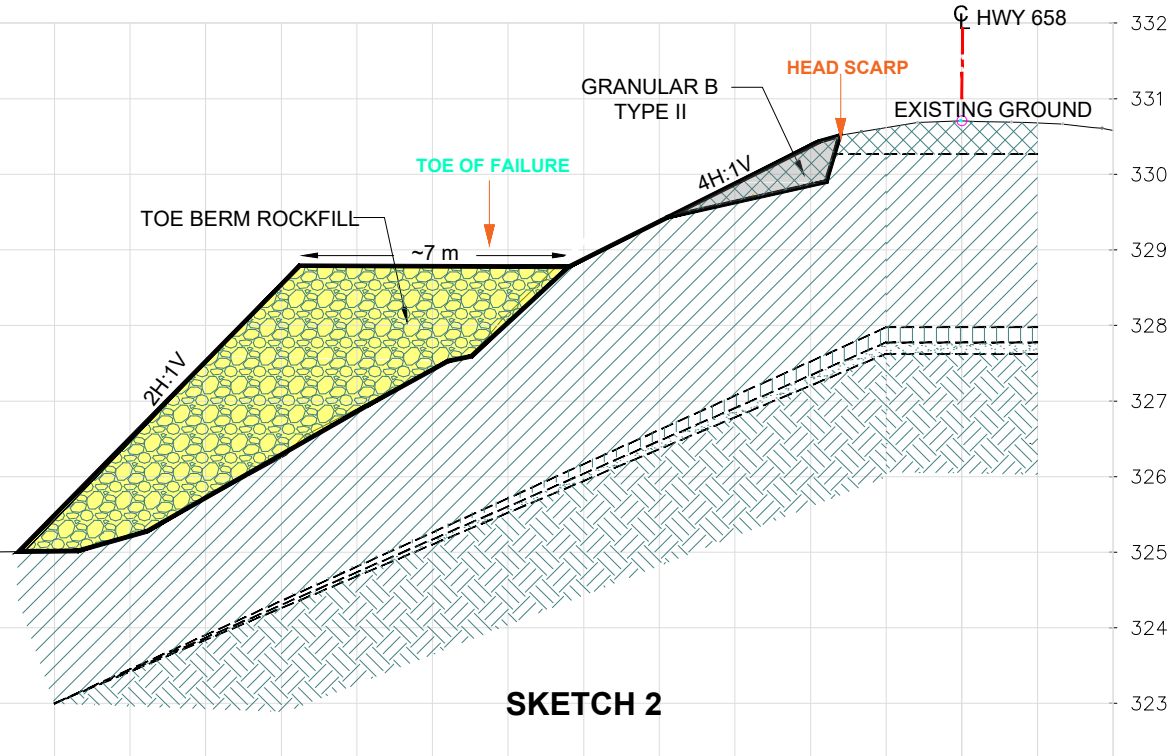 ℄ HWY 658
332
HEAD SCARP
GRANULAR B
TYPE II
331
EXISTING GROUND
TOE OF FAILURE
4H:1V
330
TOE BERM ROCKFILL
~7 m
329
328
2H:1V
327
326
325
324
SKETCH 2
323